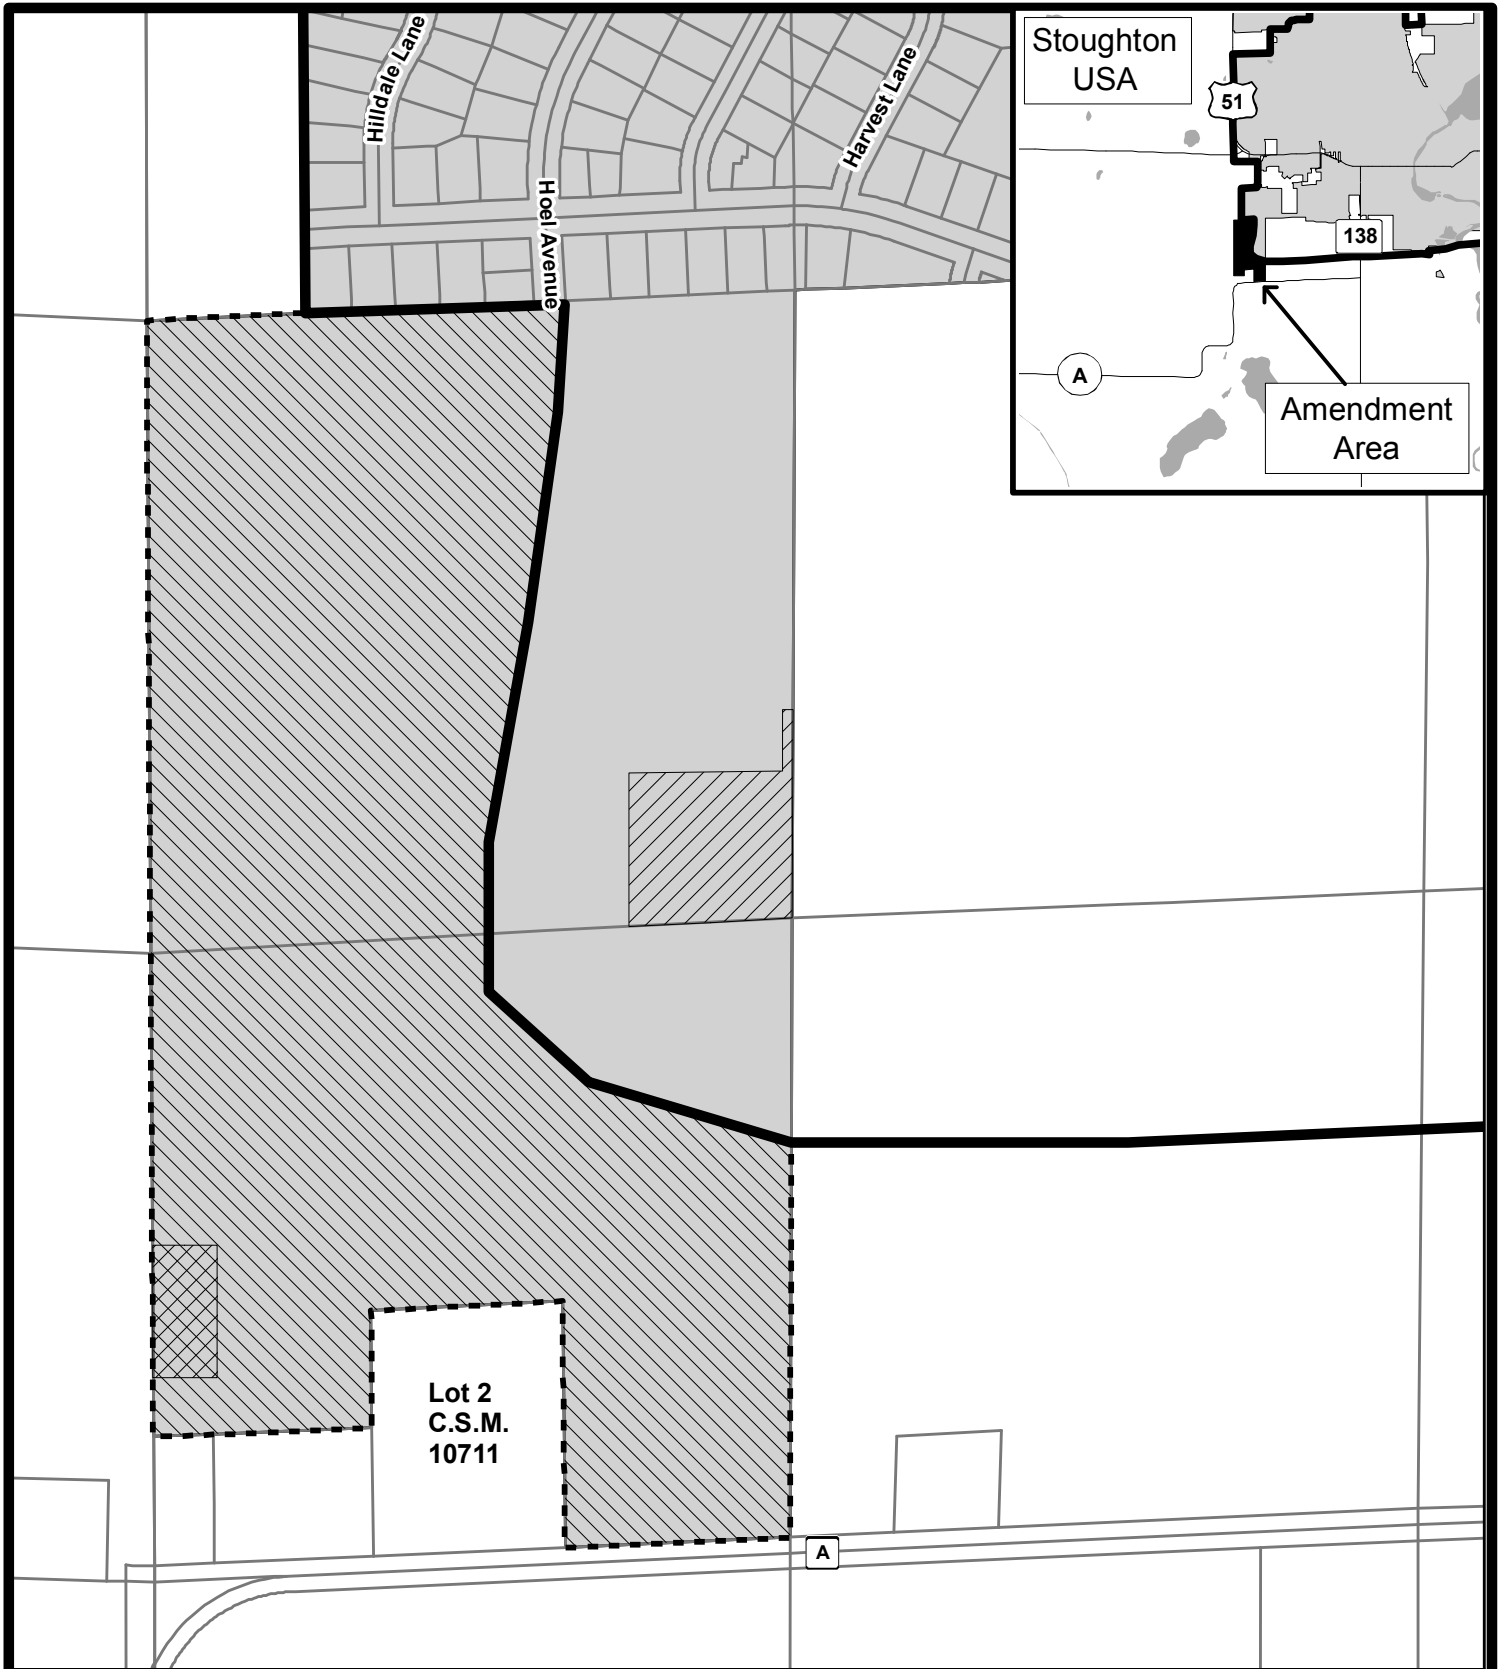 Hilldale Lane
Harvest Lane
Hoel Avenue
Stoughton
USA
51
138
A
Amendment
Area
Lot 2
C.S.M.
10711
A